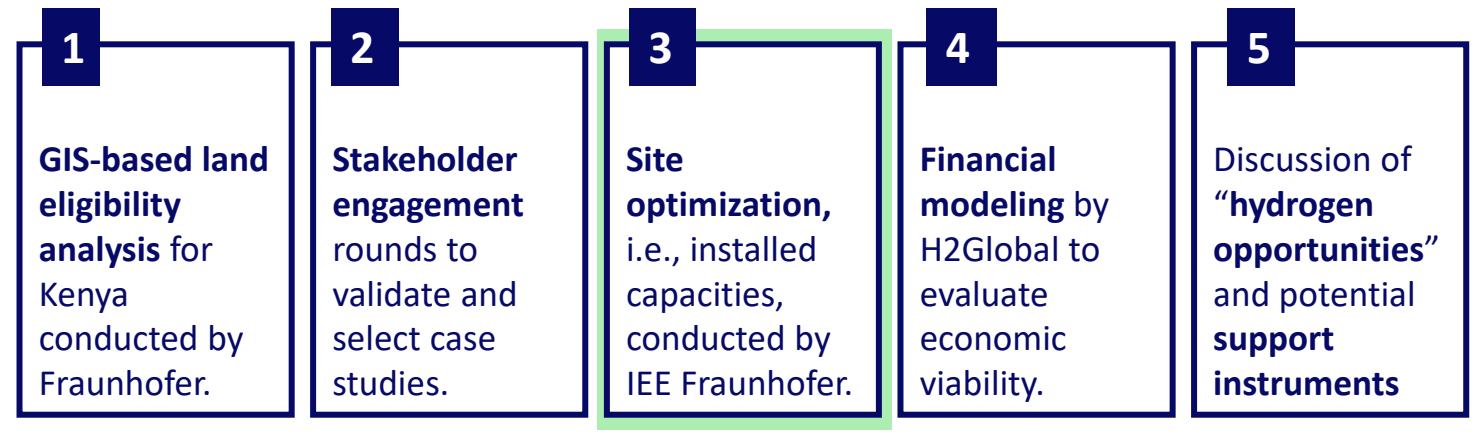 1
GIS-based land
eligibility
analysis for
Kenya
conducted by
Fraunhofer.
2
Stakeholder
engagement
rounds to
validate and
select case
studies.
3
Site
optimization,
i.e., installed
capacities,
conducted by
IEE Fraunhofer.
4
Financial
modeling by
H2Global to
evaluate
economic
viability.
5
Discussion of
“hydrogen
opportunities”
and potential
support
instruments